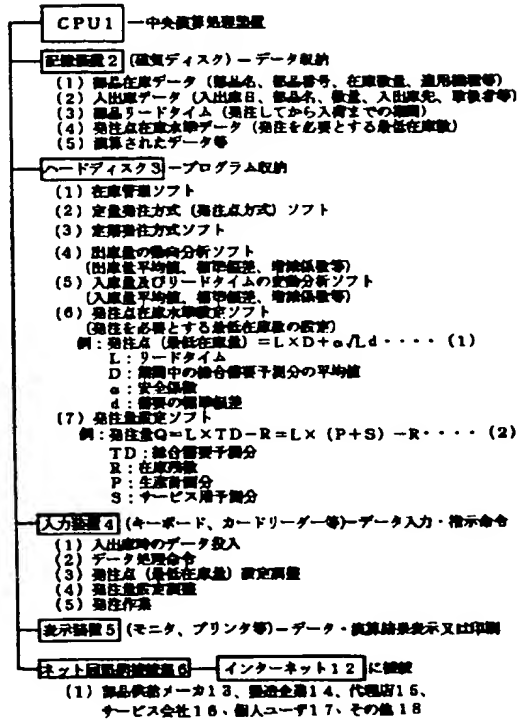 CPU1 ー中央演算処理装置
記憶装置2 (磁気ディスク)ーデータ収納
(1)部品在庫データ(部品名、部品番号、在庫数量、適用機種等)
(2)入出庫データ(入出庫日、部品名、数量、入出庫先、取扱者等)
(3)部品リードタイム(発注してから入荷までの期間)
(4)発注点在庫水準データ(発注を必要とする最低在庫数)
(5)演算されたデータ等
ハードディスク3 ープログラム収納
(1)在庫管理ソフト
(2)定量発注方式(発注点方式)ソフト
(3)定期発注方式ソフト
(4)出庫量の傾向分析ソフト
(出庫量平均値、標準偏差、増減係数等)
(5)入庫量及びリードタイムの変動分析ソフト
(入庫量平均値、標準偏差、増減係数等)
(6)発注点在庫水準設定ソフト
(発注を必要とする最低在庫数の設定)
例:発注点(最低在庫量)=L×D+α√Ld・・・・(1)
L:リードタイム
D:期間中の総合需要予測分の平均値
α:安全係数
d:需要の標準偏差
(7)発注量設定ソフト
例:発注量Q=L×TD-R=L×(P+S)-R・・・・(2)
TD:総合需要予測分
R:在庫残数
P:生産計画分
S:サービス用予測分
入力装置4 (キーボード、カードリーダー等)ーデータ入力・指示命令
(1)入出庫時のデータ投入
(2)データ処理命令
(3)発注点(最低在庫量)設定調整
(4)発注量設定調整
(5)発注作業
表示装置5 (モニタ、プリンタ等)ーデータ・演算結果表示又は印刷
ネット回路網接続器6 インターネット12 に接続
(1)部品供給メーカ13、製造企業14、代理店15、
サービス会社16、個人ユーザ17、その他18